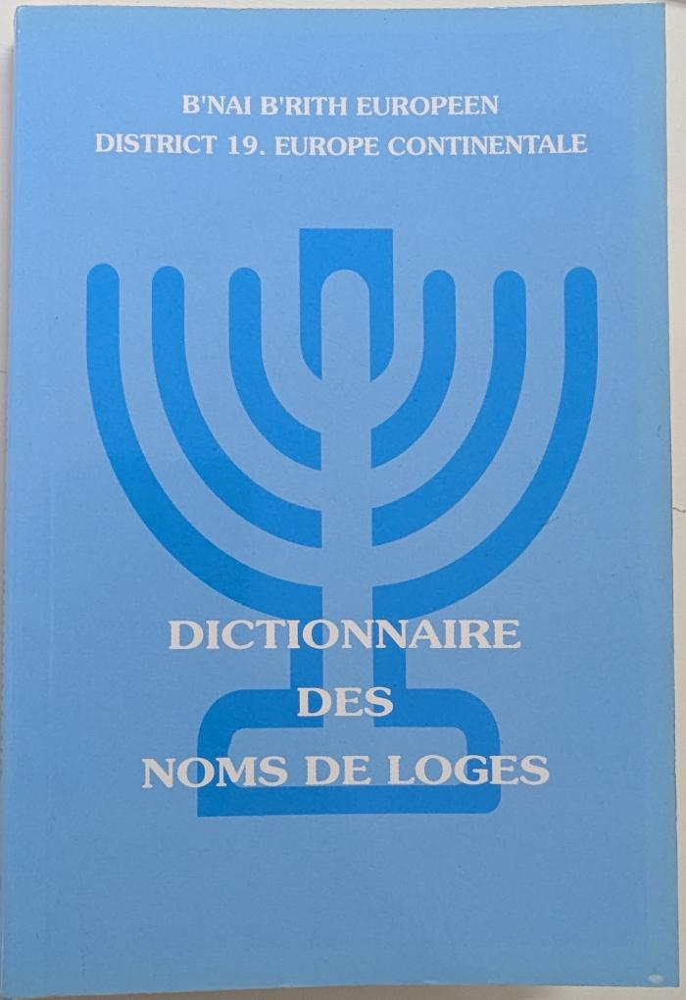 B'NAI B'RITH EUROPEEN
DISTRICT 19. EUROPE CONTINENTALE
DICTIONNAIRE
DES
NOMS DE LOGES